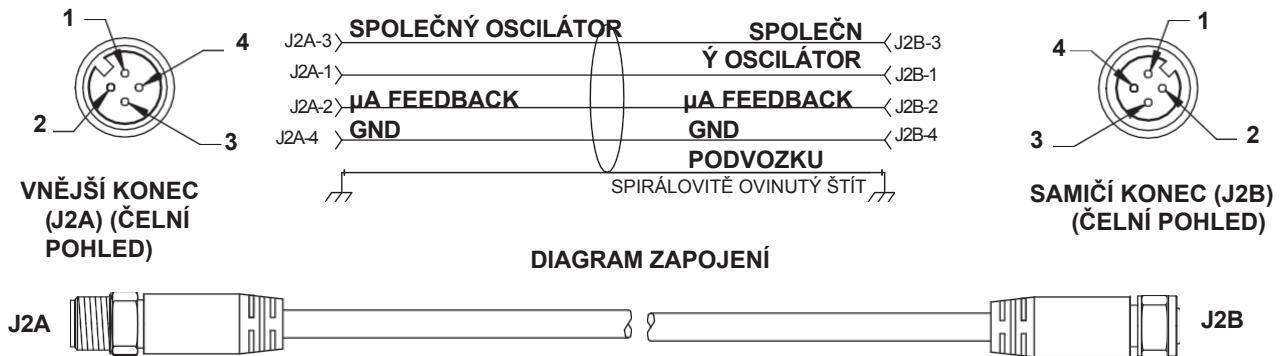 1
4
2
3
VNĚJŠÍ KONEC
(J2A) (ČELNÍ
POHLED)
J2A-3 SPOLEČNÝ OSCILÁTOR SPOLEČN J2B-3
Ý OSCILÁTOR
J2A-1 J2B-1
J2A-2 µA FEEDBACK µA FEEDBACK J2B-2
J2A-4 GND GND J2B-4
PODVOZKU
SPIRÁLOVITĚ OVINUTÝ ŠTÍT
1
4
3
2
SAMIČÍ KONEC (J2B)
(ČELNÍ POHLED)
DIAGRAM ZAPOJENÍ
J2A
J2B